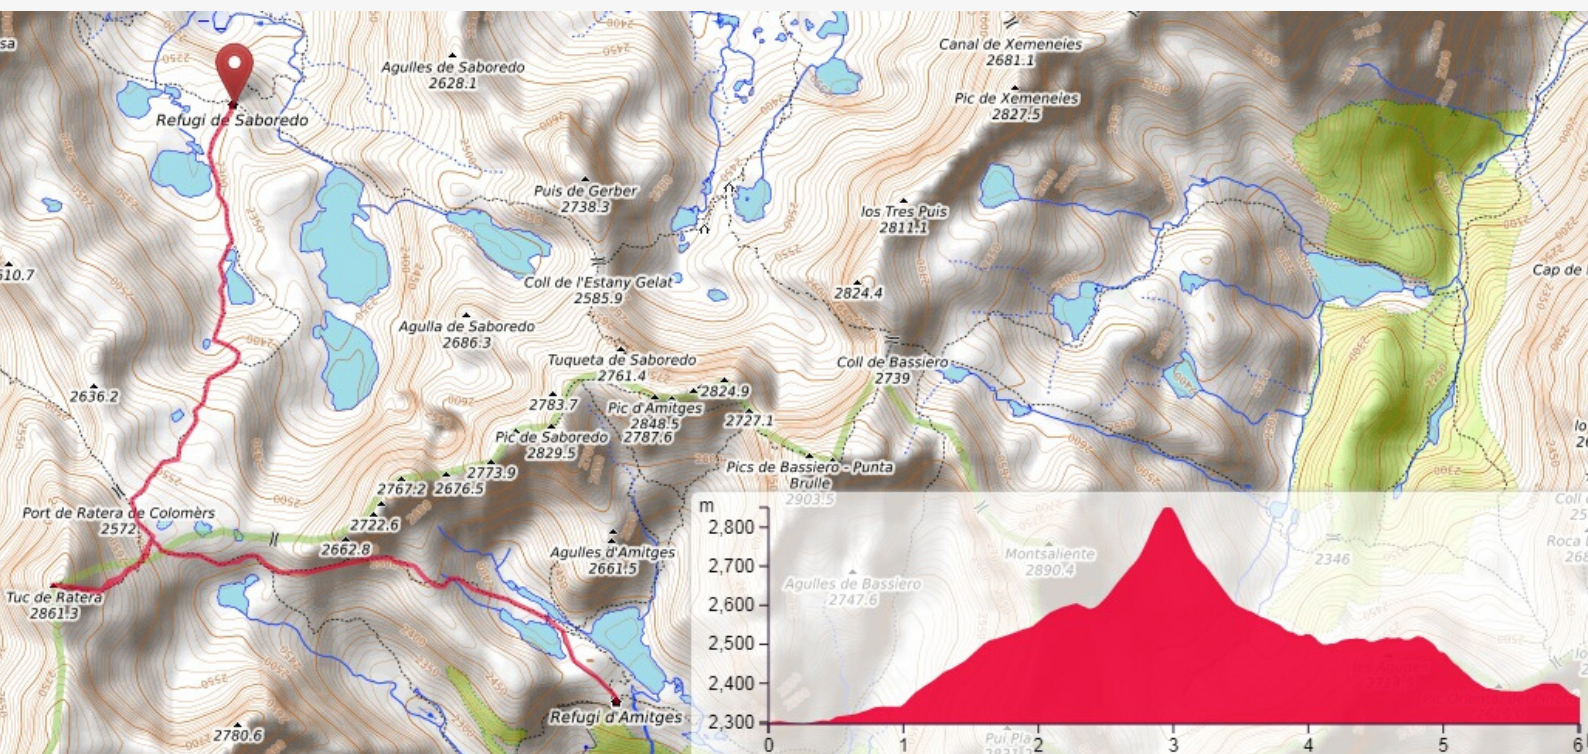 Canal de Xemeneies
2681.1
Agulles de Saboredo
2628.1
Pic de Xemeneies
2827.5
Refugi de Saboredo
Puis de Gerber
2738.3
los Tres Puis
2811.1
510.7
Cap de
Coll de l'Estany Gelat
2585.9
2824.4
Agulla de Saboredo
2686.3
Coll de Bassiero
2739
Tuqueta de Saboredo
2761.4
2636.2
2783.7
2824.9
Pic d'Amitges
2848.5
2787.6
2727.1
Pic de Saboredo
2829.5
Pics de Bassiero - Punta
Brulle
2903.5
2773.9
2767.2
2676.5
Port de Ratera de Colomèrs
2572
2722.6
2662.8
Agulles d'Amitges
2661.5
Montsaliente
2890.4
2346
Agulles de Bassiero
2747.6
Tuc de Ratera
2861.3
Refugi d'Amitges
2780.6
Pui Pla
m
2,800
2,700
2,600
2,500
2,400
2,300
0
1
2
3
4
5
6